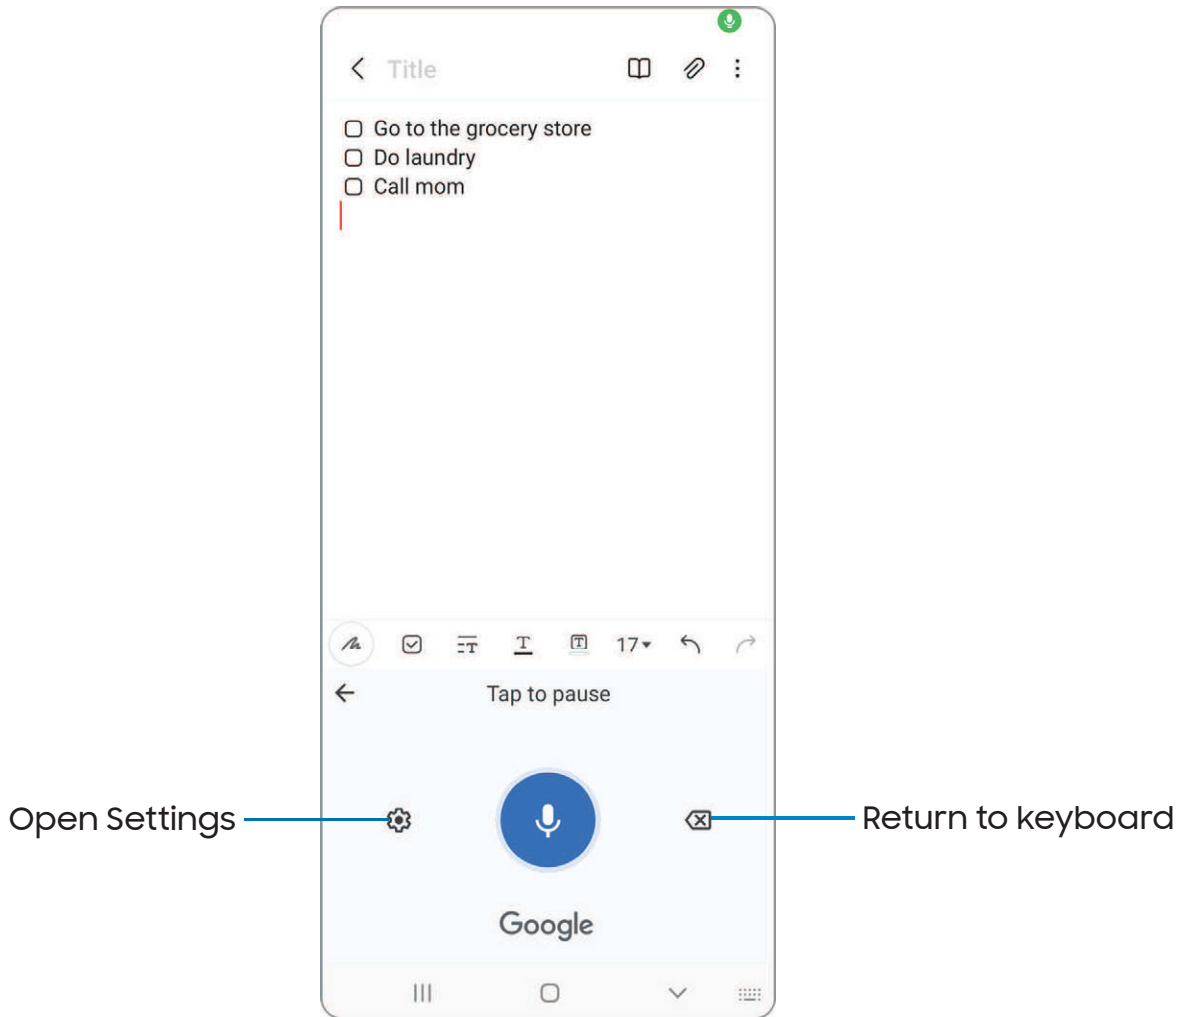 Title
Go to the grocery store
Do laundry
Call mom
17
Tap to pause
Open Settings
Return to keyboard
Google